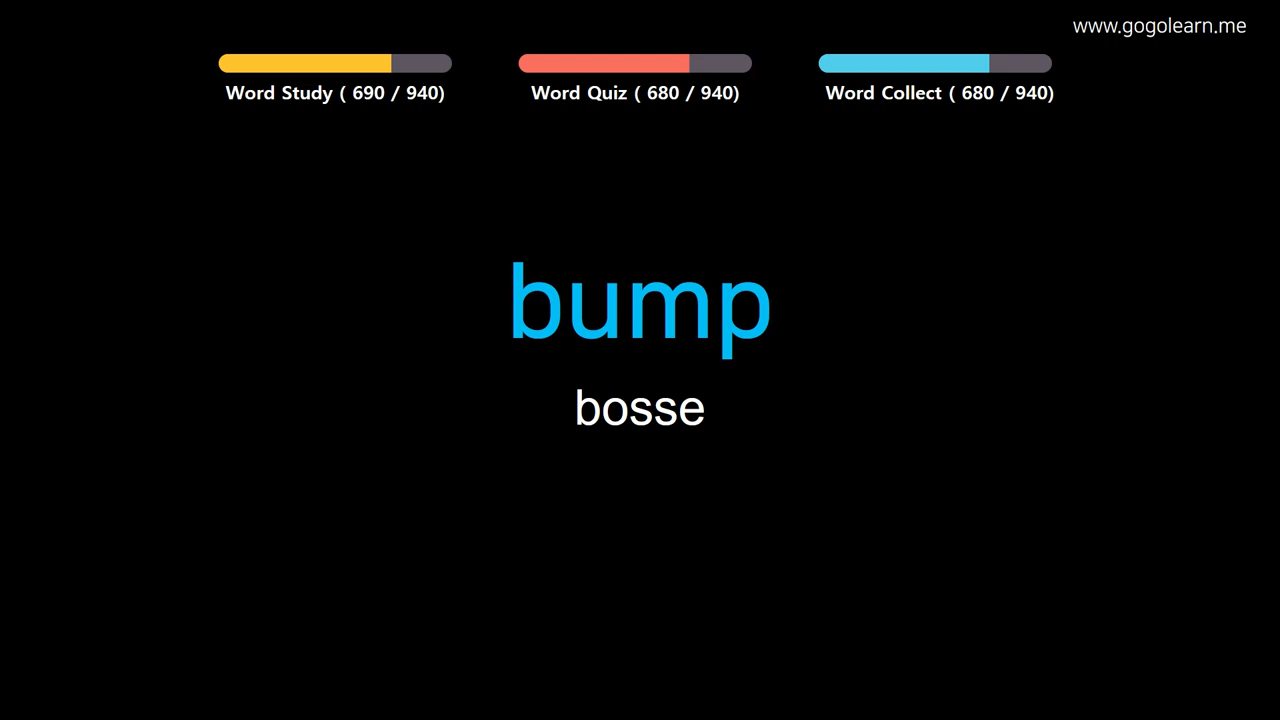 www.gogolearn.me
Word Study ( 690 / 940)
Word Quiz ( 680 / 940)
Word Collect ( 680 / 940)
bump
bosse